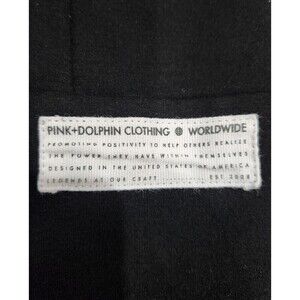 PINK+DOLPHIN CLOTHING ⊕ WORLDWIDE
PROMOTING POSITIVITY TO HELP OTHERS REALIZE
THE POWER THEY HAVE WITHIN THEMSELVES
DESIGNED IN THE UNITED STATES OF AMERICA
LEGENDS AT OUR CRAFT EST 2008